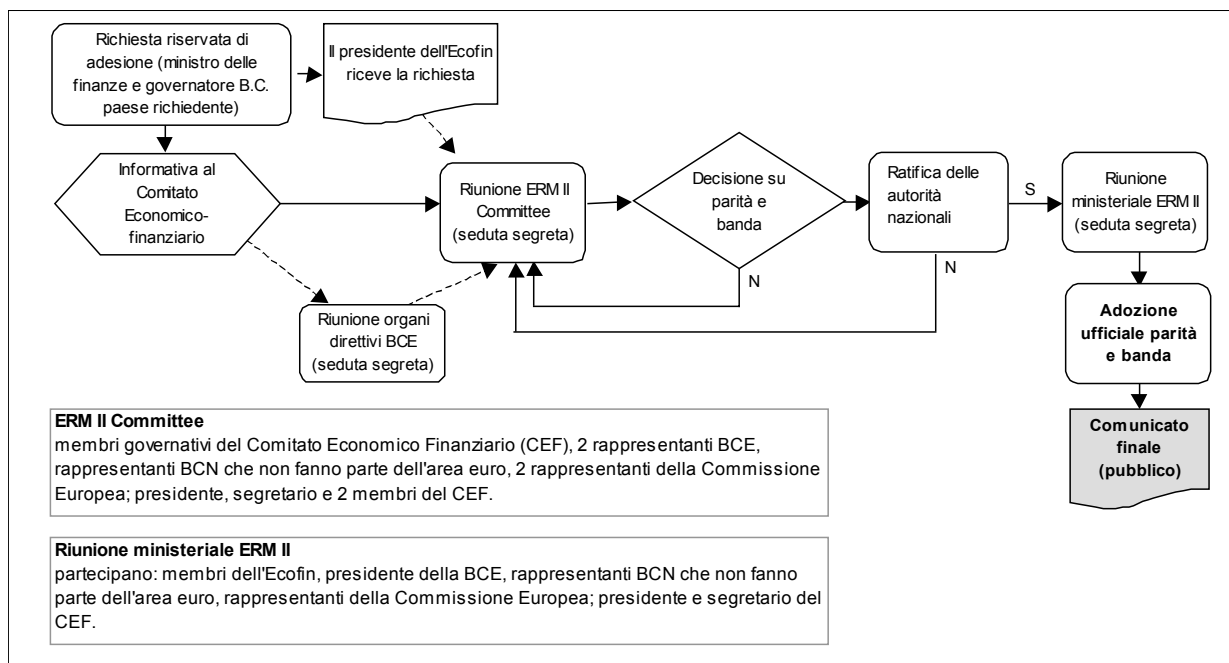 Richiesta riservata di
adesione (ministro delle
finanze e governatore B.C.
paese richiedente)
Il presidente dell'Ecofin
riceve la richiesta
Informativa al
Comitato
Economico-
finanziario
Riunione ERM II
Committee
(seduta segreta)
Decisione su
parità e
banda
N
Ratifica delle
autorità
nazionali
S
N
Riunione
ministeriale ERM II
(seduta segreta)
Riunione organi
direttivi BCE
(seduta segreta)
Adozione
ufficiale parità
e banda
Comunicato
finale
(pubblico)
ERM II Committee
membri governativi del Comitato Economico Finanziario (CEF), 2 rappresentanti BCE,
rappresentanti BCN che non fanno parte dell'area euro, 2 rappresentanti della Commissione
Europea; presidente, segretario e 2 membri del CEF.
Riunione ministeriale ERM II
partecipano: membri dell'Ecofin, presidente della BCE, rappresentanti BCN che non fanno
parte dell'area euro, rappresentanti della Commissione Europea; presidente e segretario del
CEF.